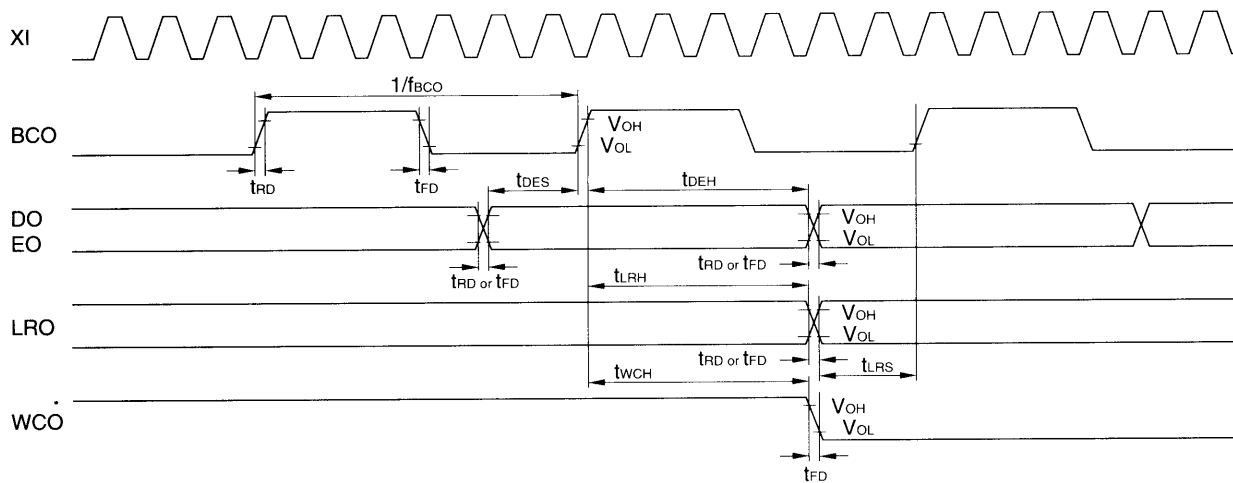 XI
1/fBCO
BCO
VOH
VOL
tRD
tFD
tDES
tDEH
DO
EO
VOH
VOL
tRD or tFD
tRD or tFD
tLRH
LRO
VOH
VOL
tRD or tFD
tWCH
tLRS
WCO
VOH
VOL
tFD